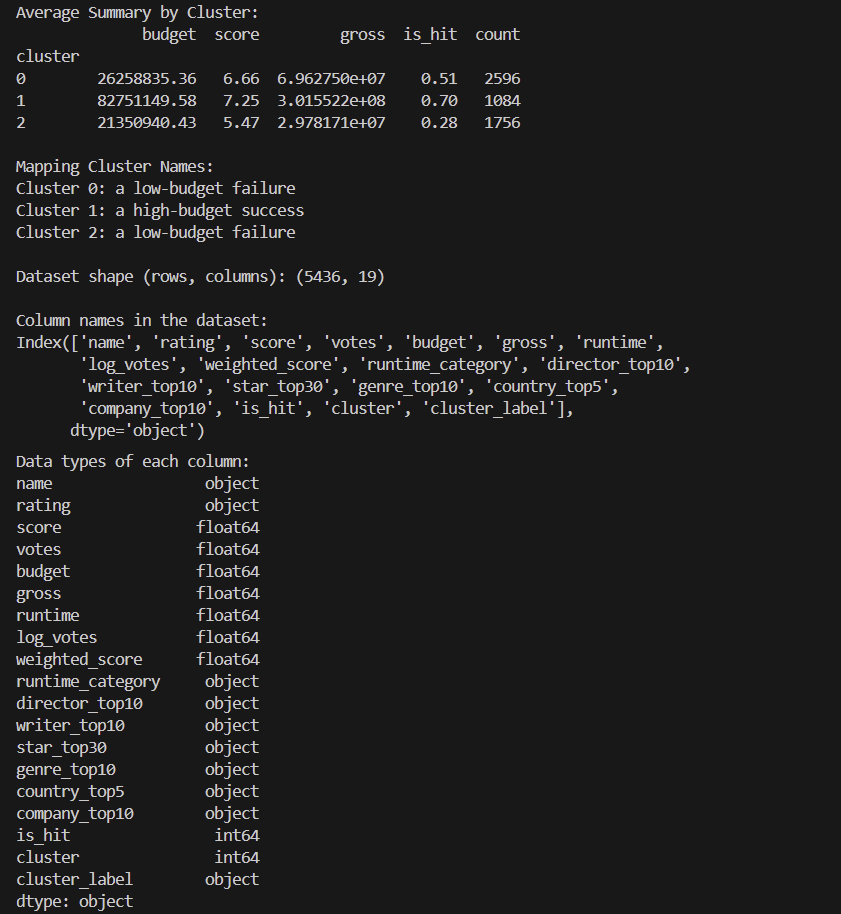 Average Summary by Cluster:
budget score gross is_hit count
cluster
0 26258835.36 6.66 6.962750e+07 0.51 2596
1 82751149.58 7.25 3.015522e+08 0.70 1084
2 21350940.43 5.47 2.978171e+07 0.28 1756
Mapping Cluster Names:
Cluster 0: a low-budget failure
Cluster 1: a high-budget success
Cluster 2: a low-budget failure
Dataset shape (rows, columns): (5436, 19)
Column names in the dataset:
Index(['name', 'rating', 'score', 'votes', 'budget', 'gross', 'runtime',
'log_votes', 'weighted_score', 'runtime_category', 'director_top10',
'writer_top10', 'star_top30', 'genre_top10', 'country_top5',
'company_top10', 'is_hit', 'cluster', 'cluster_label'],
dtype='object')
Data types of each column:
name object
rating object
score float64
votes float64
budget float64
gross float64
runtime float64
log_votes float64
weighted_score float64
runtime_category object
director_top10 object
writer_top10 object
star_top30 object
genre_top10 object
country_top5 object
company_top10 object
is_hit int64
cluster int64
cluster_label object
dtype: object